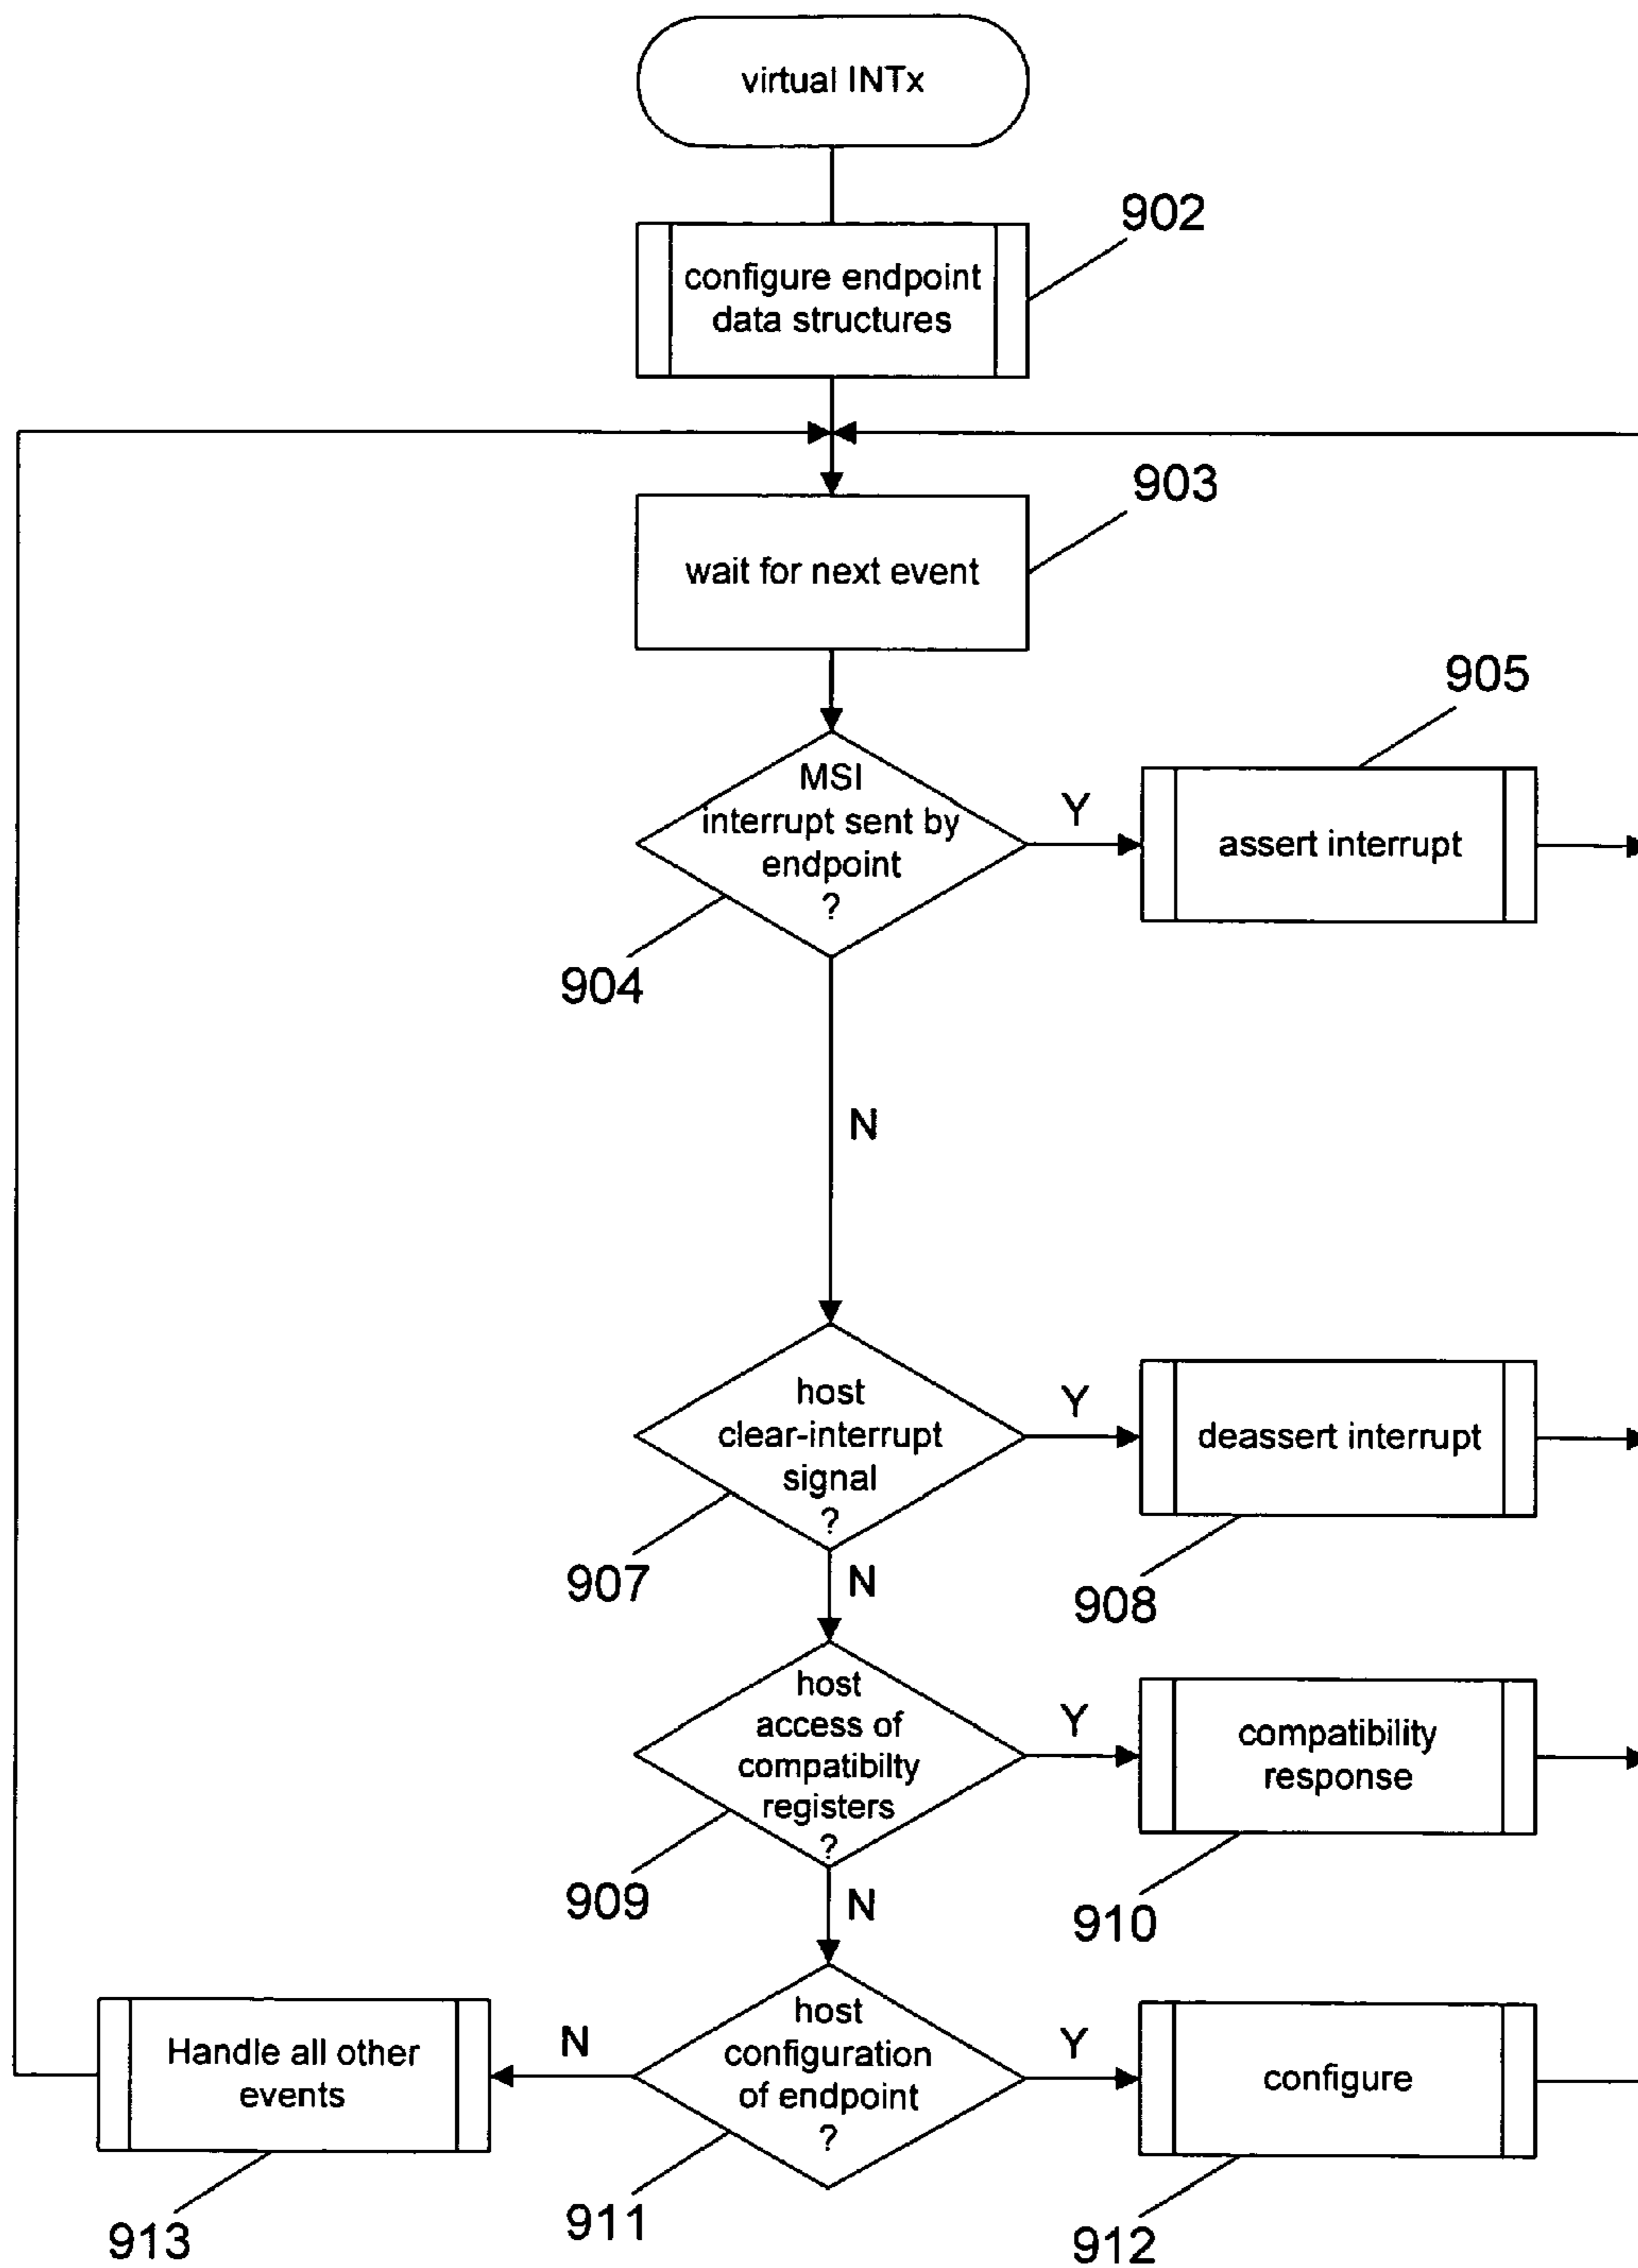 virtual INTx
902
configure endpoint
data structures
903
wait for next event
905
MSI
interrupt sent by
endpoint
?
Y
assert interrupt
904
N
host
clear-interrupt
signal
?
Y
deassert interrupt
907
N
908
host
access of
compatibilty
registers
?
Y
compatibility
response
909
N
910
host
configuration
of endpoint
?
N
Handle all other
events
Y
configure
913
911
912